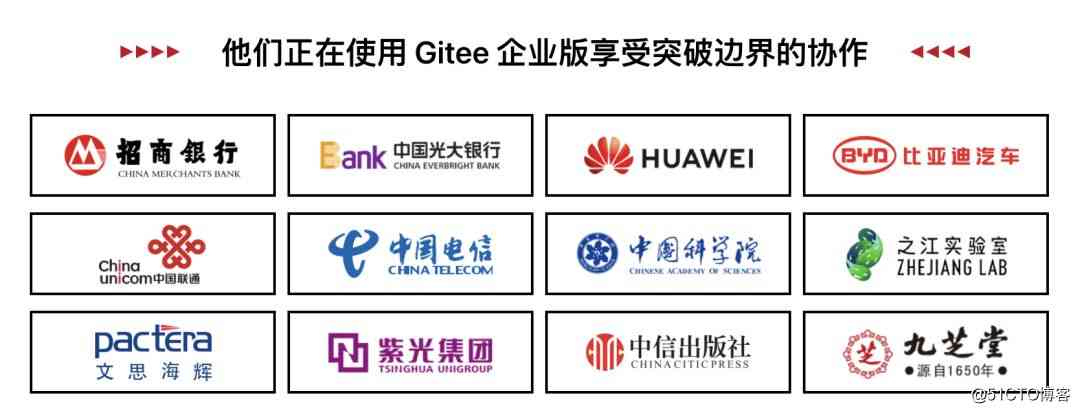 他们正在使用 Gitee 企业版享受突破边界的协作
招商银行
CHINA MERCHANTS BANK
Bank 中国光大银行
CHINA EVERBRIGHT BANK
HUAWEI
BYD 比亚迪汽车
China
unicom中国联通
中国电信
CHINA TELECOM
中国科学院
CHINESE ACADEMY OF SCIENCES
之江实验室
ZHEJIANG LAB
pactera
文思海辉
紫光集团
TSINGHUA UNIGROUP
中信出版社
CHINA CITIC PRESS
芝 九芝堂
源自1650年
@51CTO博客